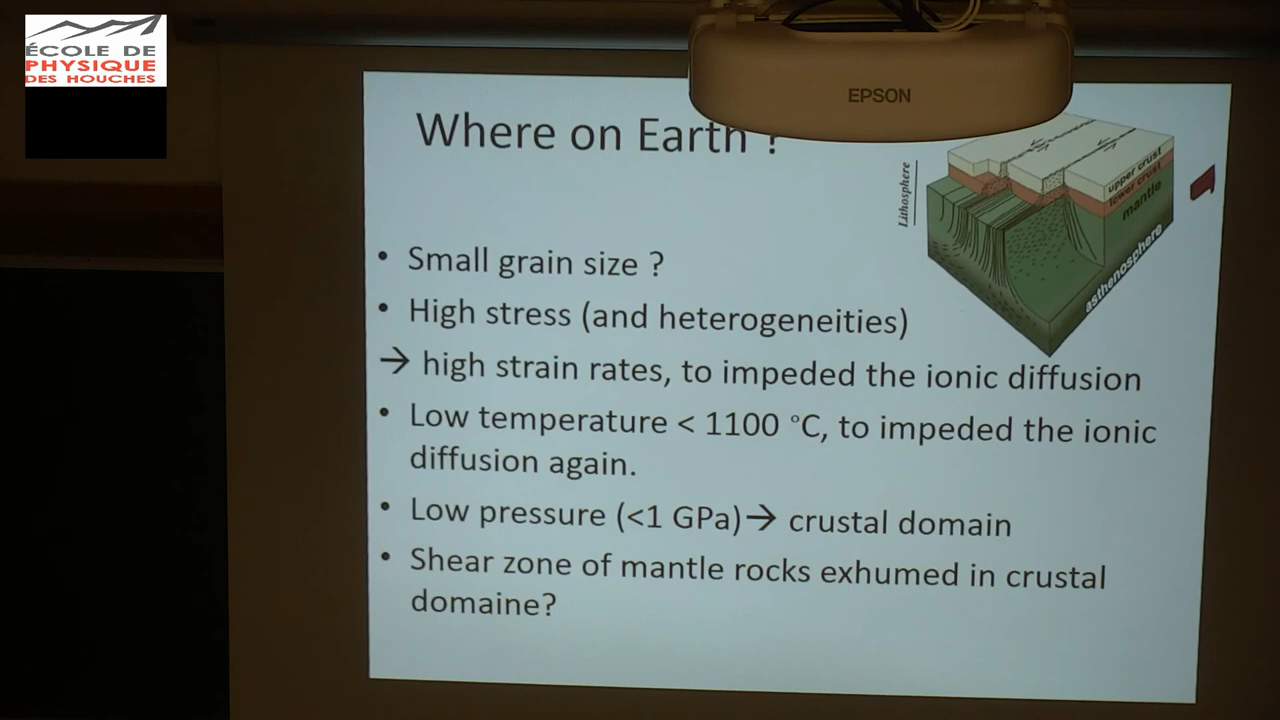 ÉCOLE DE
PHYSIQUE
DES HOUCHES
EPSON
Where on Earth ?
Lithosphere
upper crust
lower crust
mantle
asthenosphere
• Small grain size ?
• High stress (and heterogeneities)
→ high strain rates, to impeded the ionic diffusion
• Low temperature < 1100 °C, to impeded the ionic
diffusion again.
• Low pressure (<1 GPa)→ crustal domain
• Shear zone of mantle rocks exhumed in crustal
domaine?